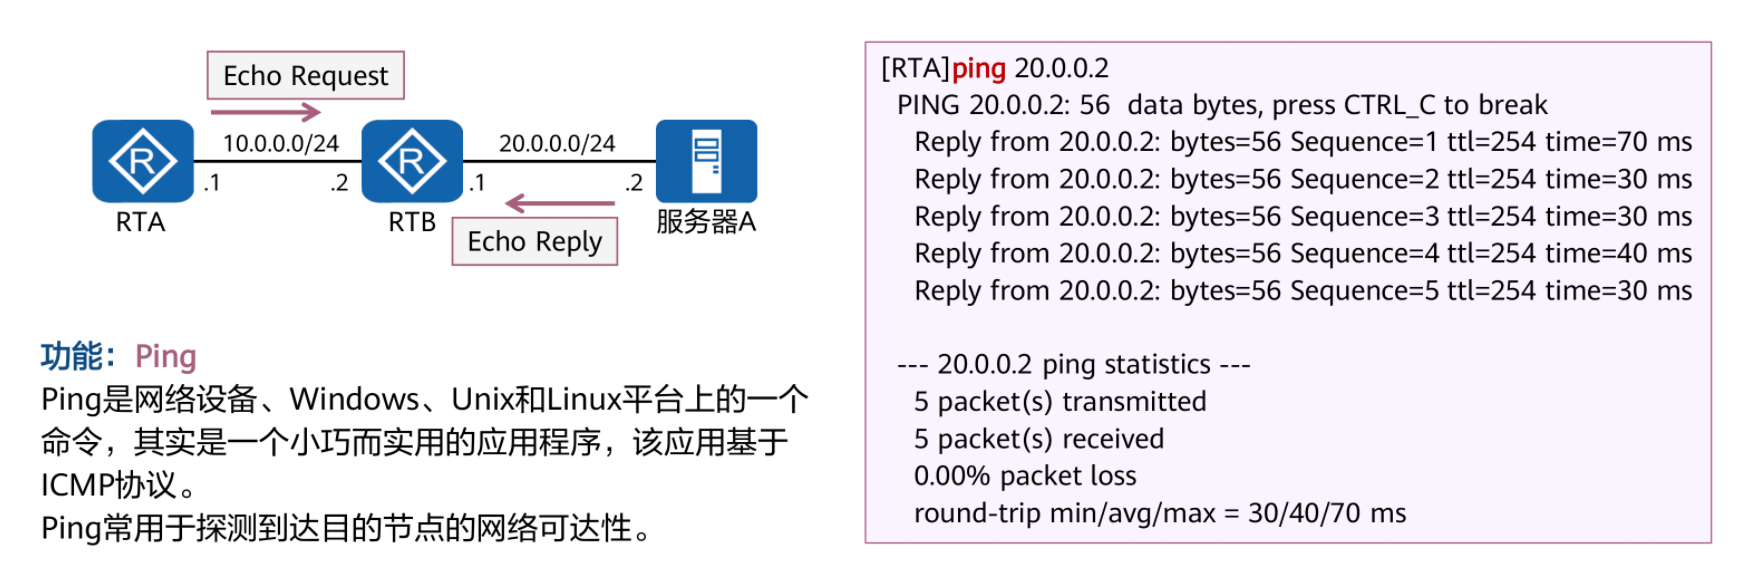 Echo Request
10.0.0.0/24
20.0.0.0/24
R
R
.1
.2
.1
.2
RTA
RTB
服务器A
Echo Reply
功能：Ping
Ping是网络设备、Windows、Unix和Linux平台上的一个
命令，其实是一个小巧而实用的应用程序，该应用基于
ICMP协议。
Ping常用于探测到达目的节点的网络可达性。
[RTA]ping 20.0.0.2
PING 20.0.0.2: 56  data bytes, press CTRL_C to break
Reply from 20.0.0.2: bytes=56 Sequence=1 ttl=254 time=70 ms
Reply from 20.0.0.2: bytes=56 Sequence=2 ttl=254 time=30 ms
Reply from 20.0.0.2: bytes=56 Sequence=3 ttl=254 time=30 ms
Reply from 20.0.0.2: bytes=56 Sequence=4 ttl=254 time=40 ms
Reply from 20.0.0.2: bytes=56 Sequence=5 ttl=254 time=30 ms
--- 20.0.0.2 ping statistics ---
5 packet(s) transmitted
5 packet(s) received
0.00% packet loss
round-trip min/avg/max = 30/40/70 ms